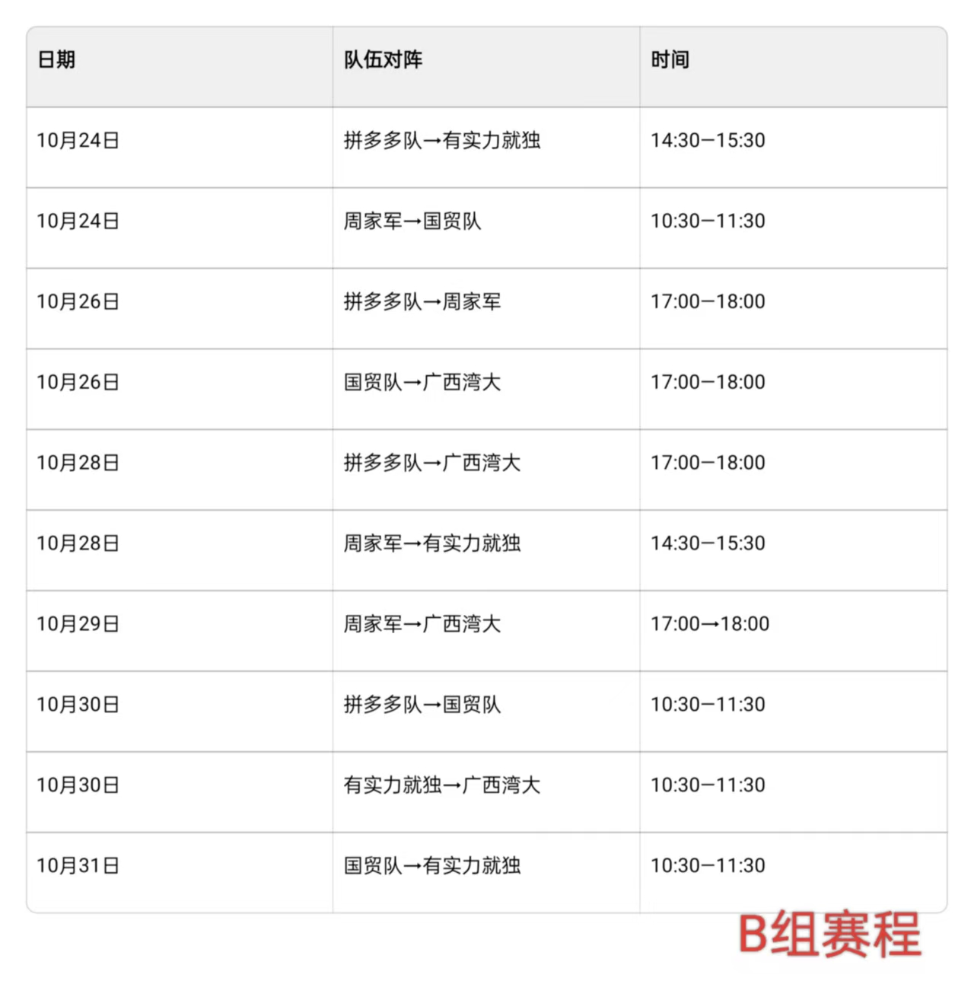 日期 队伍对阵 时间
10月24日 拼多多队→有实力就独 14:30—15:30
10月24日 周家军→国贸队 10:30—11:30
10月26日 拼多多队→周家军 17:00—18:00
10月26日 国贸队→广西湾大 17:00—18:00
10月28日 拼多多队→广西湾大 17:00—18:00
10月28日 周家军→有实力就独 14:30—15:30
10月29日 周家军→广西湾大 17:00→18:00
10月30日 拼多多队→国贸队 10:30—11:30
10月30日 有实力就独→广西湾大 10:30—11:30
10月31日 国贸队→有实力就独 10:30—11:30
B组赛程